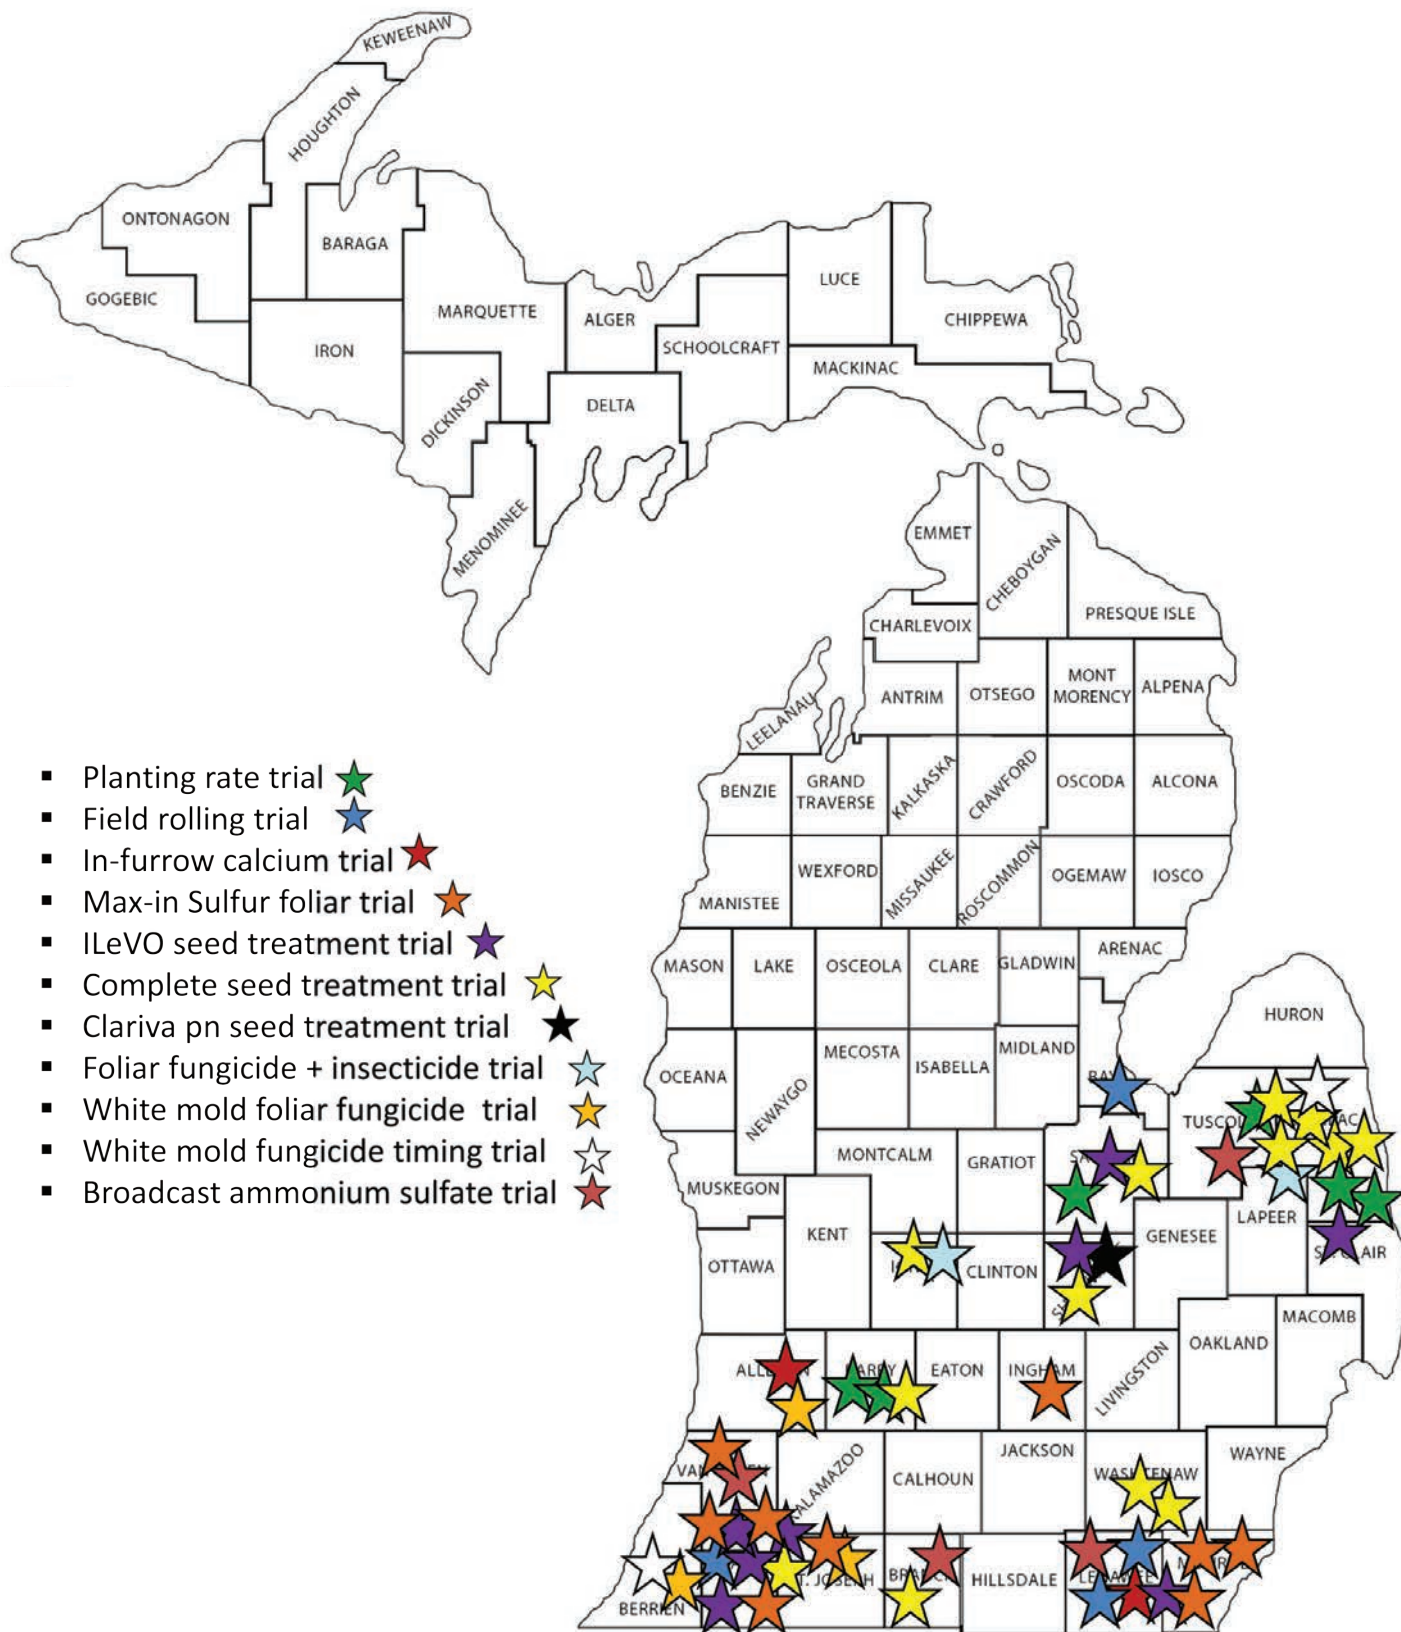 KEWEENAW
HOUGHTON
ONTONAGON
BARAGA
GOGEBIC
MARQUETTE
ALGER
LUCE
CHIPPEWA
IRON
SCHOOLCRAFT
MACKINAC
DICKINSON
DELTA
MENOMINEE
EMMET
CHEBOYGAN
PRESQUE ISLE
CHARLEVOIX
ANTRIM
OTSEGO
MONT
MORENCY
ALPENA
LEELANAU
BENZIE
GRAND
TRAVERSE
KALKASKA
CRAWFORD
OSCODA
ALCONA
MANISTEE
WEXFORD
MISSAUKEE
ROSCOMMON
OGEMAW
IOSCO
▪ Planting rate trial
▪ Field rolling trial
▪ In-furrow calcium trial
▪ Max-in Sulfur foliar trial
▪ ILeVO seed treatment trial
▪ Complete seed treatment trial
▪ Clariva pn seed treatment trial
▪ Foliar fungicide + insecticide trial
▪ White mold foliar fungicide trial
▪ White mold fungicide timing trial
▪ Broadcast ammonium sulfate trial
MASON
LAKE
OSCEOLA
CLARE
GLADWIN
ARENAC
HURON
OCEANA
NEWAYGO
MECOSTA
ISABELLA
MIDLAND
MONTCALM
GRATIOT
MUSKEGON
KENT
OTTAWA
CLINTON
GENESEE
LAPEER
MACOMB
OAKLAND
EATON
INGHAM
LIVINGSTON
KALAMAZOO
CALHOUN
JACKSON
WASHTENAW
WAYNE
BERRIEN
HILLSDALE